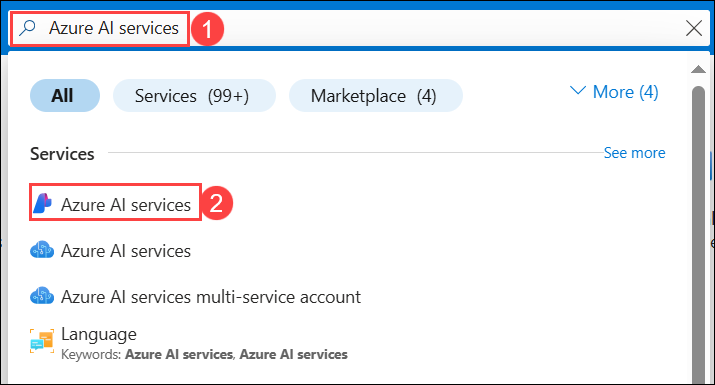 Azure AI services 1
All Services (99+) Marketplace (4) More (4)
Services See more
Azure AI services 2
Azure AI services
Azure AI services multi-service account
Language
Keywords: Azure AI services, Azure AI services